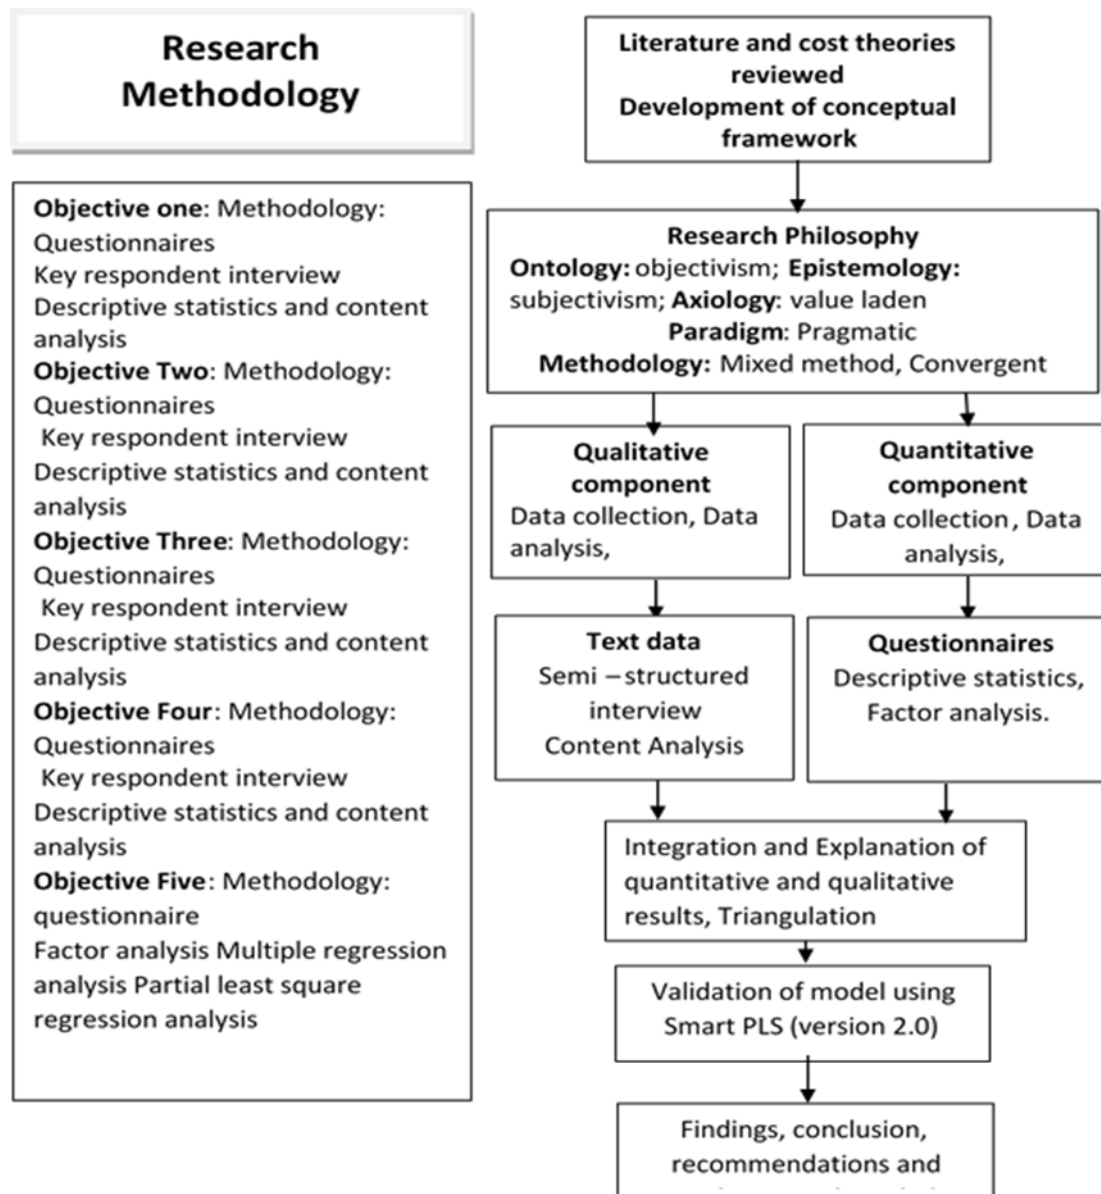 Research
Methodology
Objective one: Methodology:
Questionnaires
Key respondent interview
Descriptive statistics and content
analysis
Objective Two: Methodology:
Questionnaires
Key respondent interview
Descriptive statistics and content
analysis
Objective Three: Methodology:
Questionnaires
Key respondent interview
Descriptive statistics and content
analysis
Objective Four: Methodology:
Questionnaires
Key respondent interview
Descriptive statistics and content
analysis
Objective Five: Methodology:
questionnaire
Factor analysis Multiple regression
analysis Partial least square
regression analysis
Literature and cost theories
reviewed
Development of conceptual
framework
Research Philosophy
Ontology: objectivism; Epistemology:
subjectivism; Axiology: value laden
Paradigm: Pragmatic
Methodology: Mixed method, Convergent
Qualitative
component
Data collection, Data
analysis,
Quantitative
component
Data collection , Data
analysis,
Text data
Semi – structured
interview
Content Analysis
Questionnaires
Descriptive statistics,
Factor analysis.
Integration and Explanation of
quantitative and qualitative
results, Triangulation
Validation of model using
Smart PLS (version 2.0)
Findings, conclusion,
recommendations and